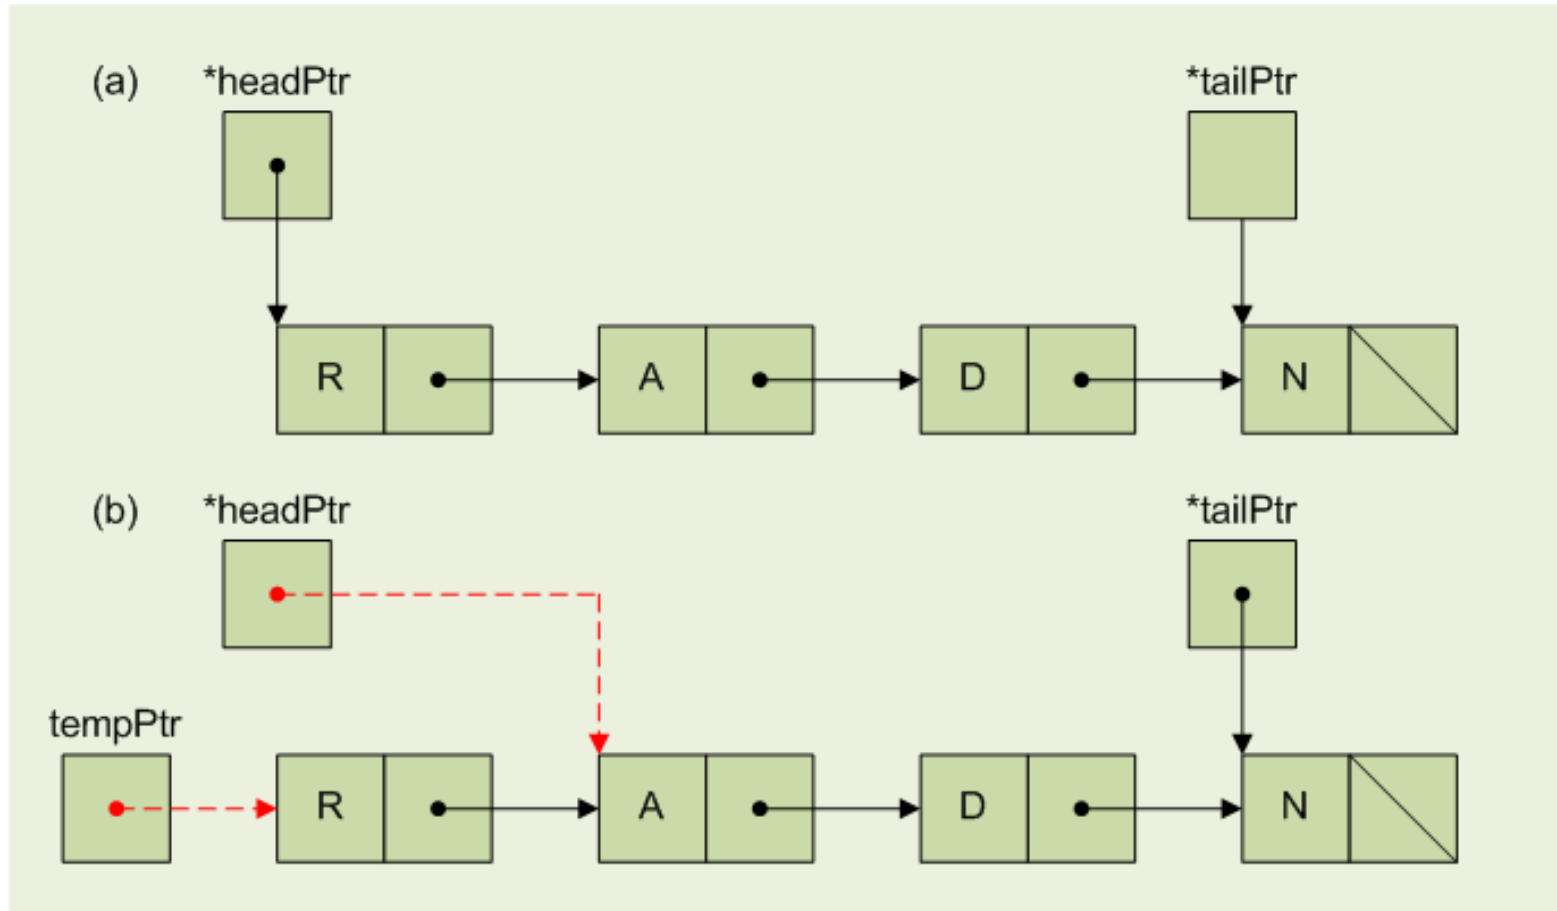 (a) *headPtr *tailPtr
R A D N
(b) *headPtr *tailPtr
tempPtr
R A D N